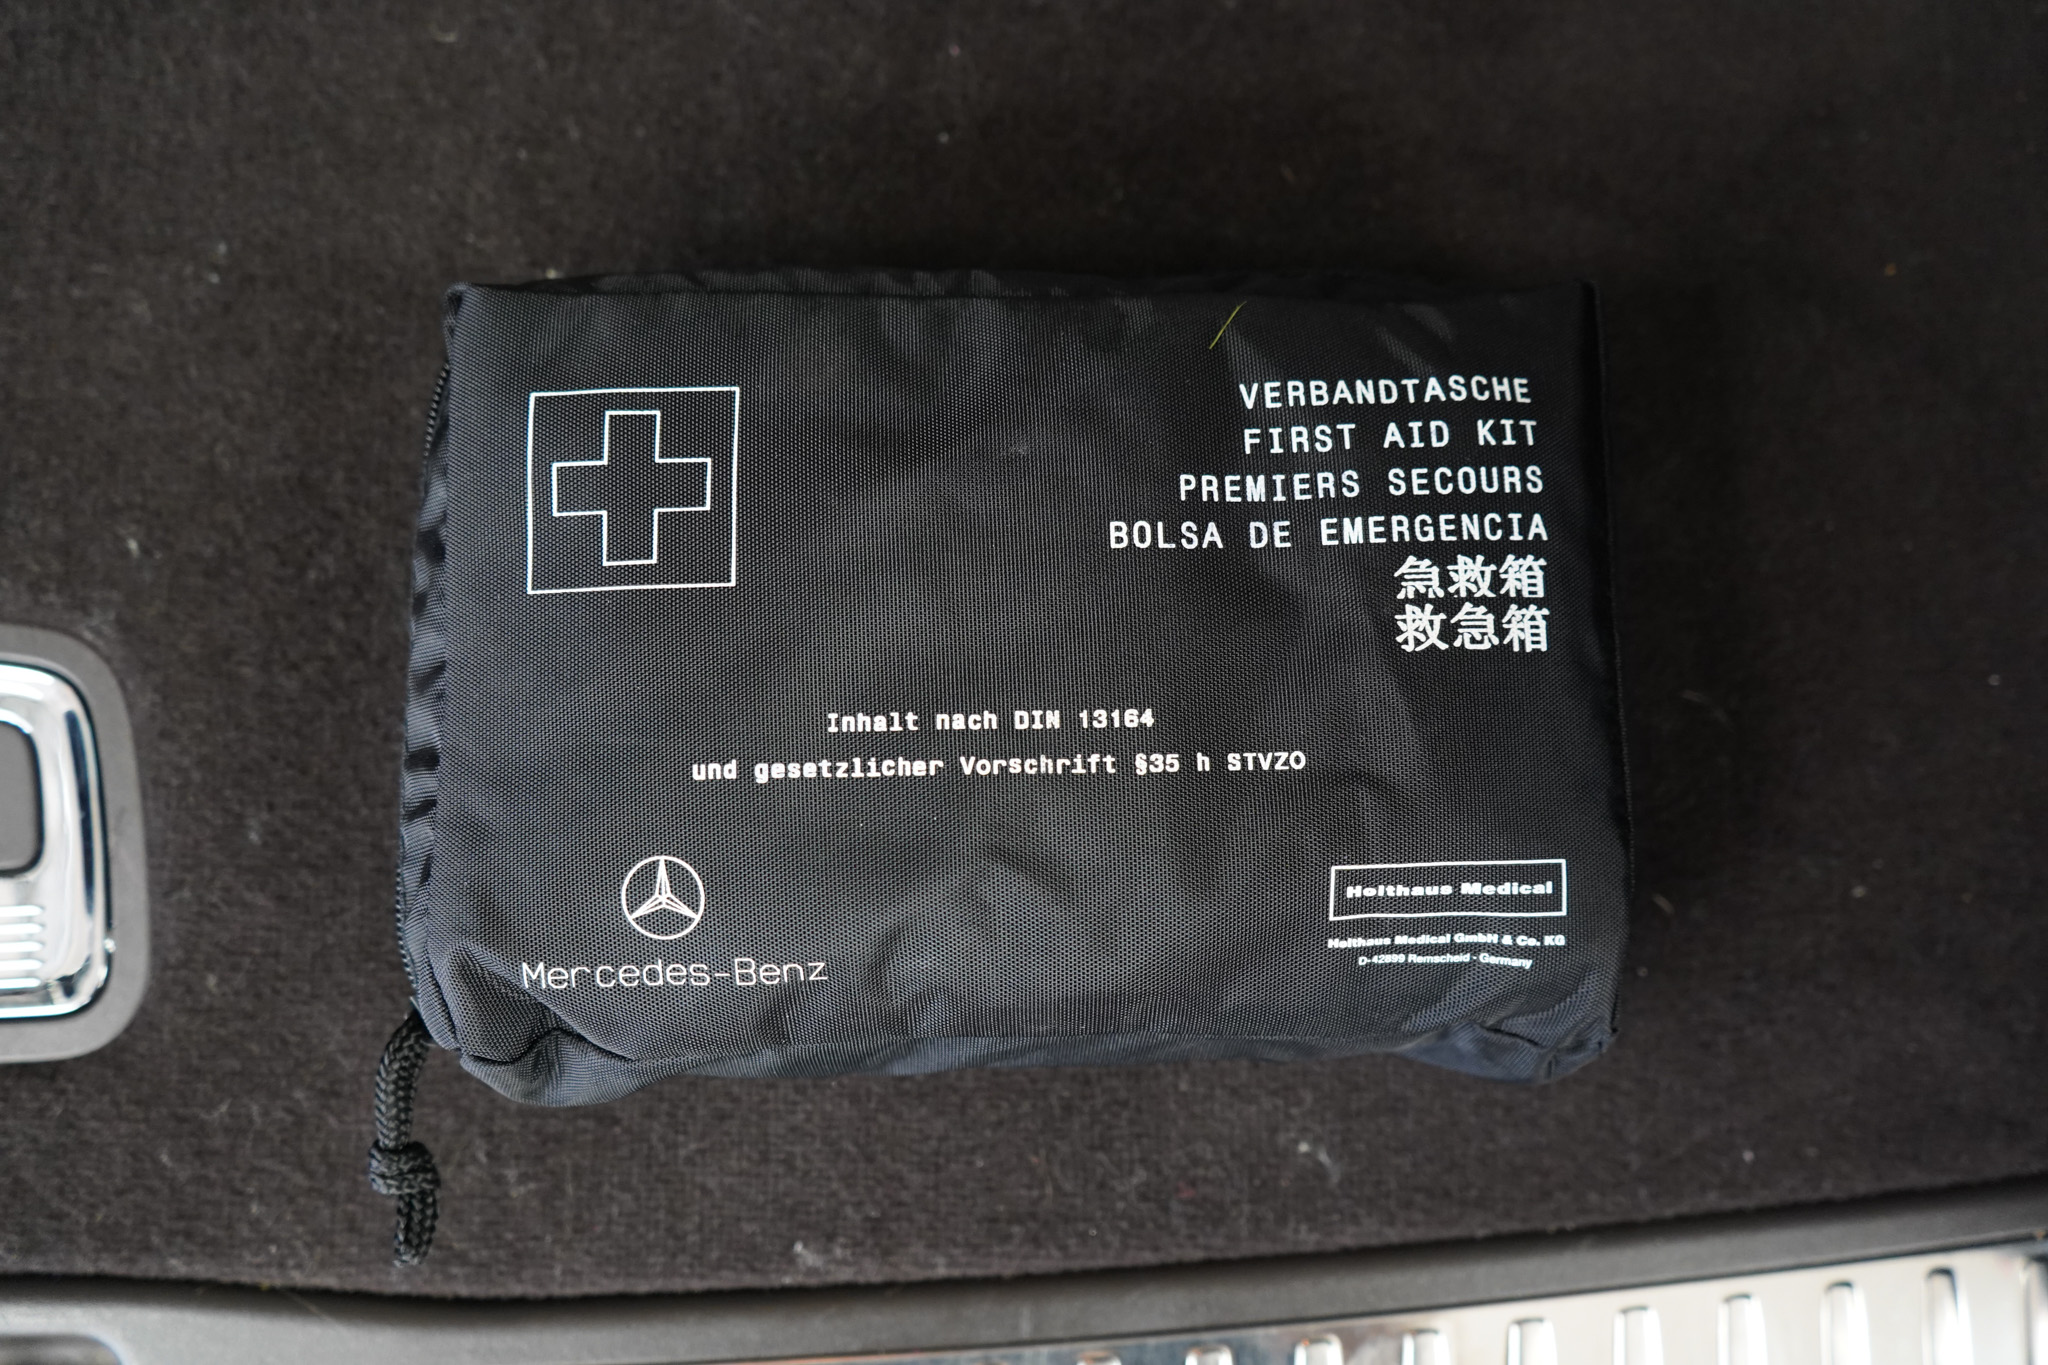 VERBANDTASCHE
FIRST AID KIT
PREMIERS SECOURS
BOLSA DE EMERGENCIA
急救箱
救急箱
Inhalt nach DIN 13164
und gesetzlicher Vorschrift §35 h STVZO
Mercedes-Benz
Holthaus Medical
Holthaus Medical GmbH & Co. KG
D-42899 Remscheid - Germany